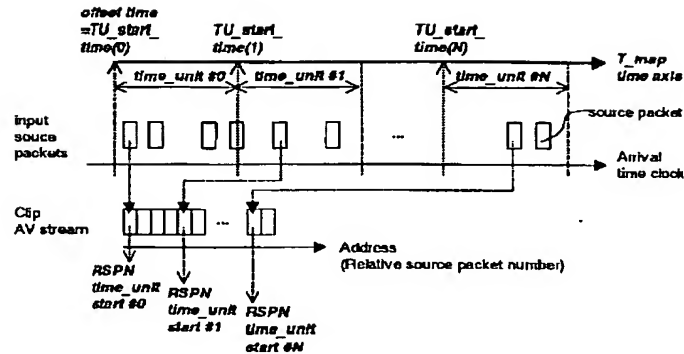 offset time
=TU_start_
time(0)
TU_start_
time(1)
TU_start_
time(N)
T_map
time axis
time_unit #0
time_unit #1
time_unit #N
source packet
input
souce
packets
...
Arrival
time clock
Clip
AV stream
...
Address
(Relative source packet number)
RSPN
time_unit
start #0
RSPN
time_unit
start #1
RSPN
time_unit
start #N